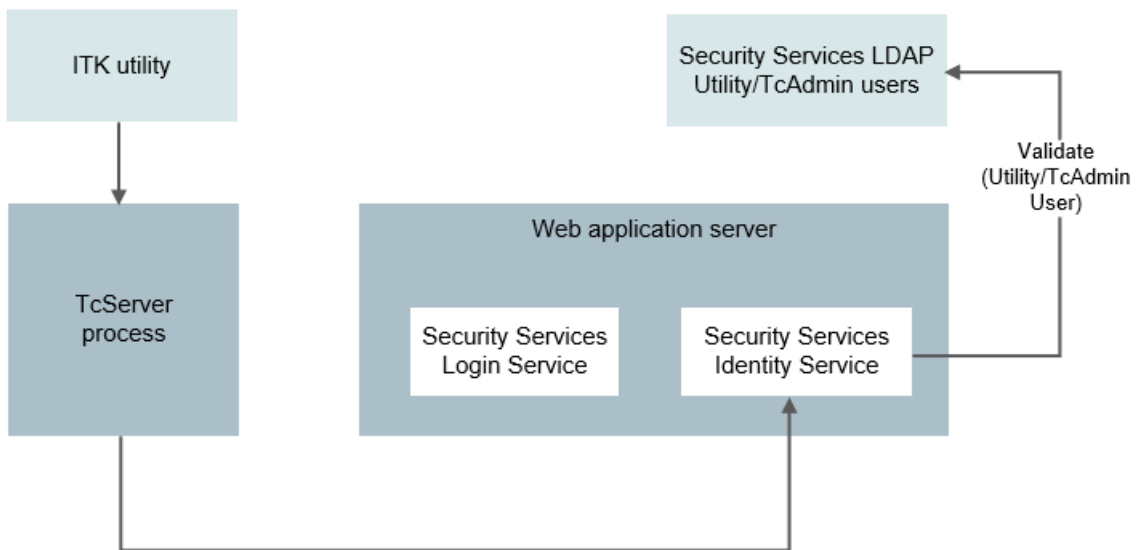 ITK utility
Security Services LDAP
Utility/TcAdmin users
Validate
(Utility/TcAdmin
User)
Web application server
TcServer
process
Security Services
Login Service
Security Services
Identity Service